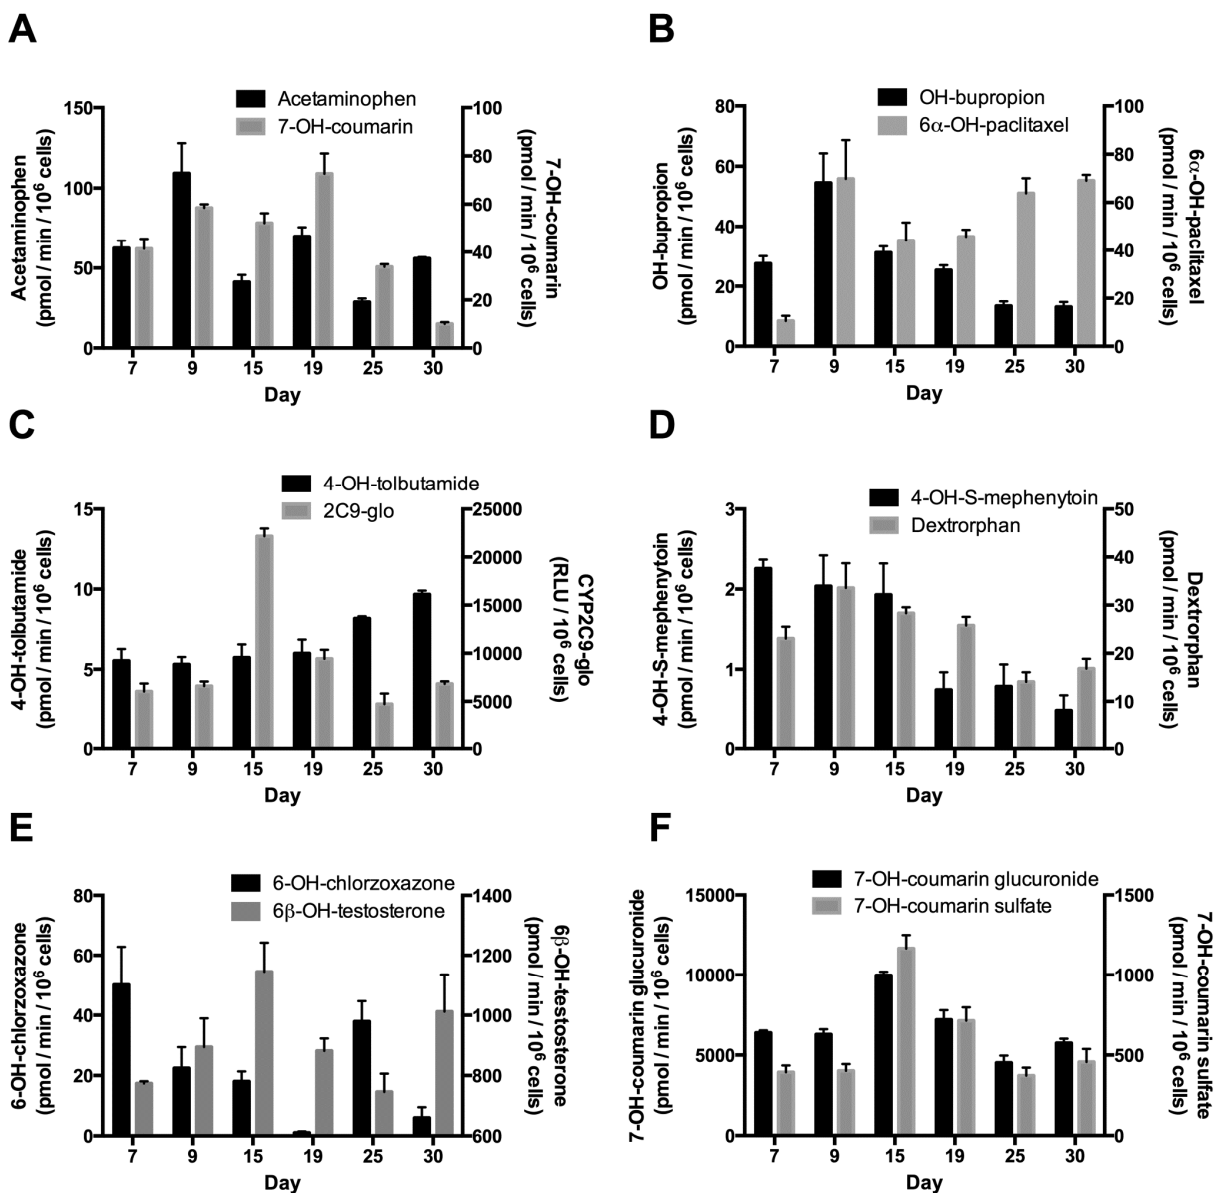 A
Acetaminophen
7-OH-coumarin
Acetaminophen
(pmol / min / 10⁶ cells)
150
100
50
0
100
80
60
40
20
0
7-OH-coumarin
(pmol / min / 10⁶ cells)
7 9 15 19 25 30
Day
B
OH-bupropion
6α-OH-paclitaxel
OH-bupropion
(pmol / min / 10⁶ cells)
80
60
40
20
0
100
80
60
40
20
0
6α-OH-paclitaxel
(pmol / min / 10⁶ cells)
7 9 15 19 25 30
Day
C
4-OH-tolbutamide
2C9-glo
4-OH-tolbutamide
(pmol / min / 10⁶ cells)
15
10
5
0
25000
20000
15000
10000
5000
0
CYP2C9-glo
(RLU / 10⁶ cells)
7 9 15 19 25 30
Day
D
4-OH-S-mephenytoin
Dextrorphan
4-OH-S-mephenytoin
(pmol / min / 10⁶ cells)
3
2
1
0
50
40
30
20
10
0
Dextrorphan
(pmol / min / 10⁶ cells)
7 9 15 19 25 30
Day
E
6-OH-chlorzoxazone
6β-OH-testosterone
6-OH-chlorzoxazone
(pmol / min / 10⁶ cells)
80
60
40
20
0
1400
1200
1000
800
600
6β-OH-testosterone
(pmol / min / 10⁶ cells)
7 9 15 19 25 30
Day
F
7-OH-coumarin glucuronide
7-OH-coumarin sulfate
7-OH-coumarin glucuronide
(pmol / min / 10⁶ cells)
15000
10000
5000
0
1500
1000
500
0
7-OH-coumarin sulfate
(pmol / min / 10⁶ cells)
7 9 15 19 25 30
Day